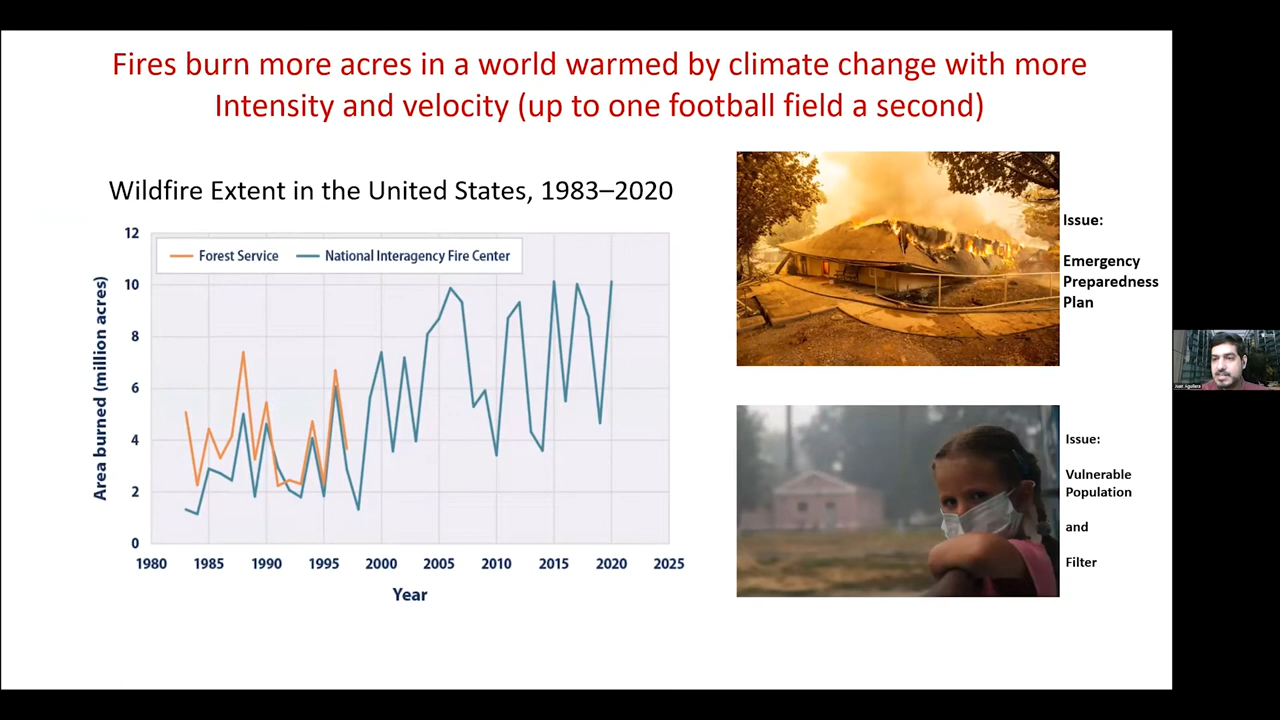 Fires burn more acres in a world warmed by climate change with more
Intensity and velocity (up to one football field a second)
Wildfire Extent in the United States, 1983–2020
Forest Service
National Interagency Fire Center
Area burned (million acres)
12
10
8
6
4
2
0
1980 1985 1990 1995 2000 2005 2010 2015 2020 2025
Year
Issue:
Emergency
Preparedness
Plan
Issue:
Vulnerable
Population
and
Filter
Juan Aguilera